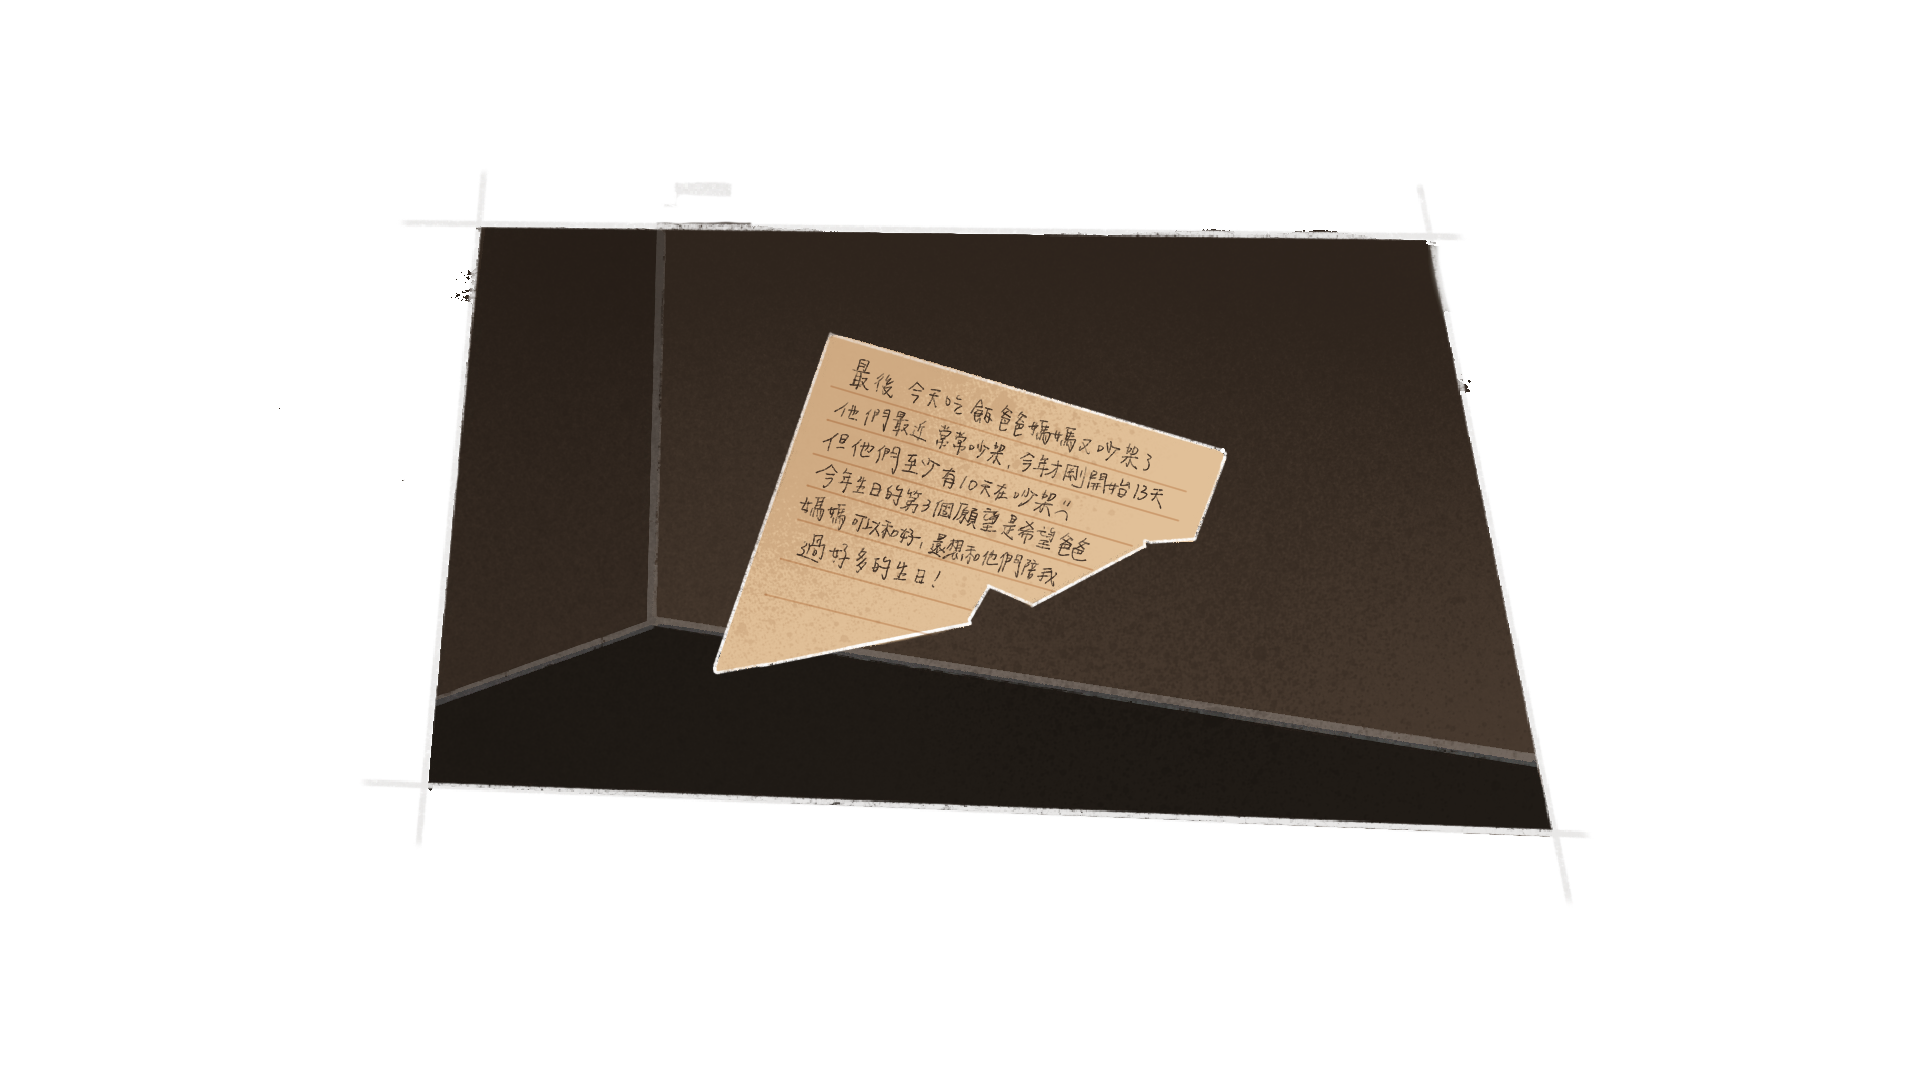 最後 今天吃飯爸爸媽媽又吵架了
他們最近常常吵架,今年才剛開始13天
但他們至少有10天在吵架
今年生日的第3個願望是希望爸爸
媽媽可以和好,還想和他們陪我
過好多的生日!